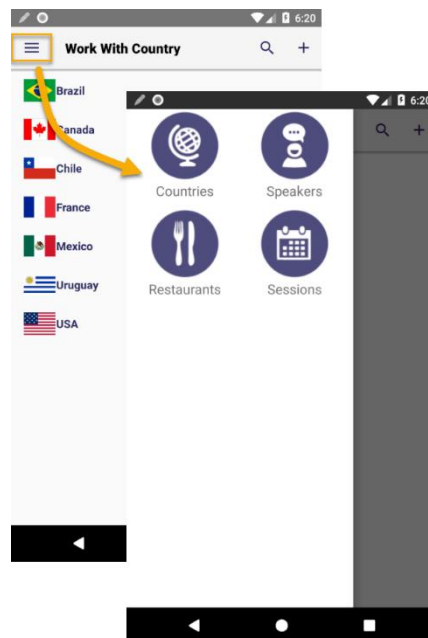 6:20
Work With Country
Brazil
Canada
Chile
France
Mexico
Uruguay
USA
6:20
Countries Speakers
Restaurants Sessions